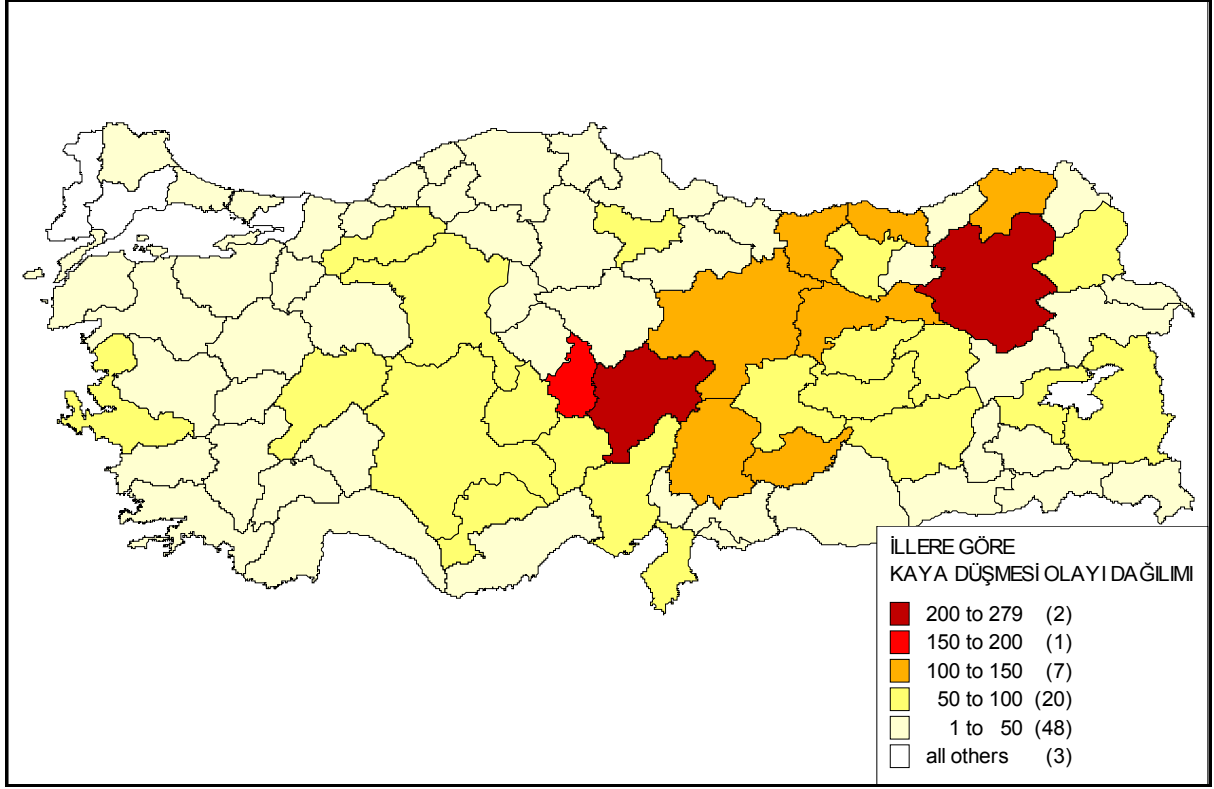 İLLERE GÖRE
KAYA DÜŞMESİ OLAYI DAĞILIMI
200 to 279 (2)
150 to 200 (1)
100 to 150 (7)
50 to 100 (20)
1 to 50 (48)
all others (3)